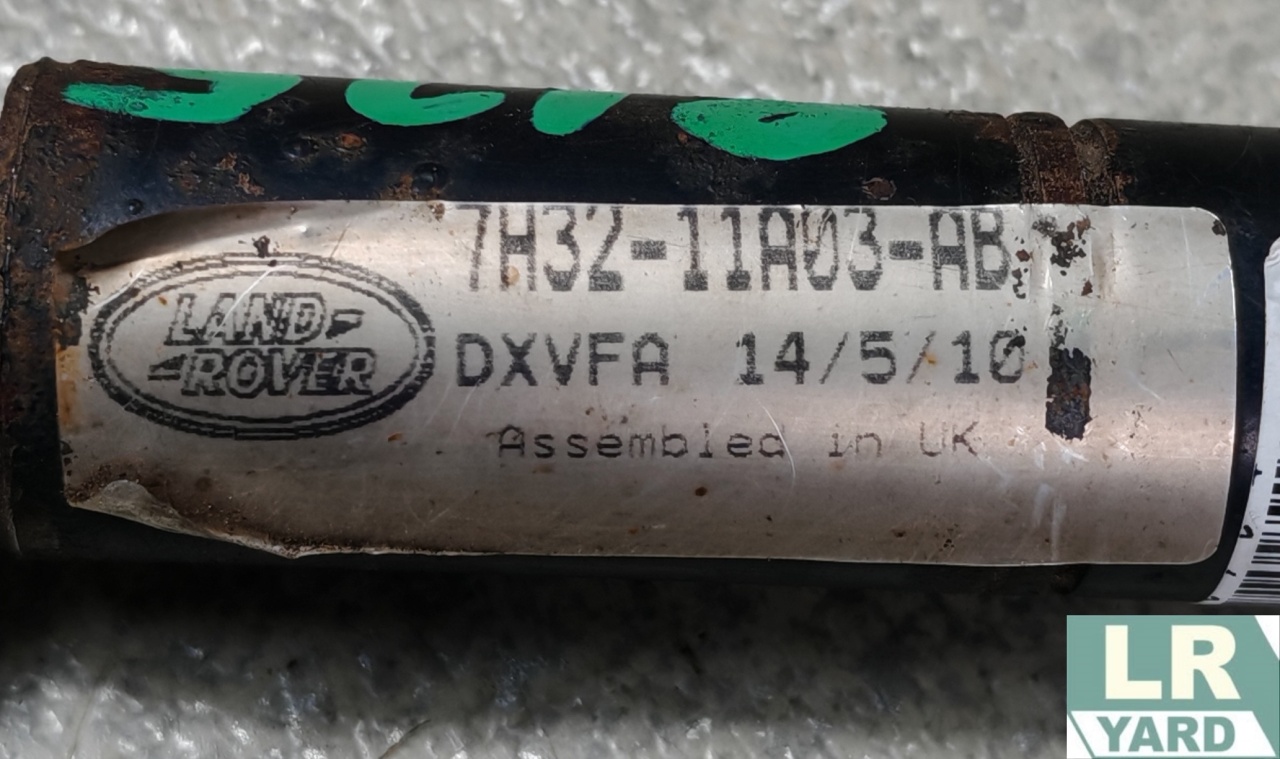 7H32-11A03-AB
LAND-
-ROVER
DXVFA 14/5/10
Assembled in UK
LR
YARD